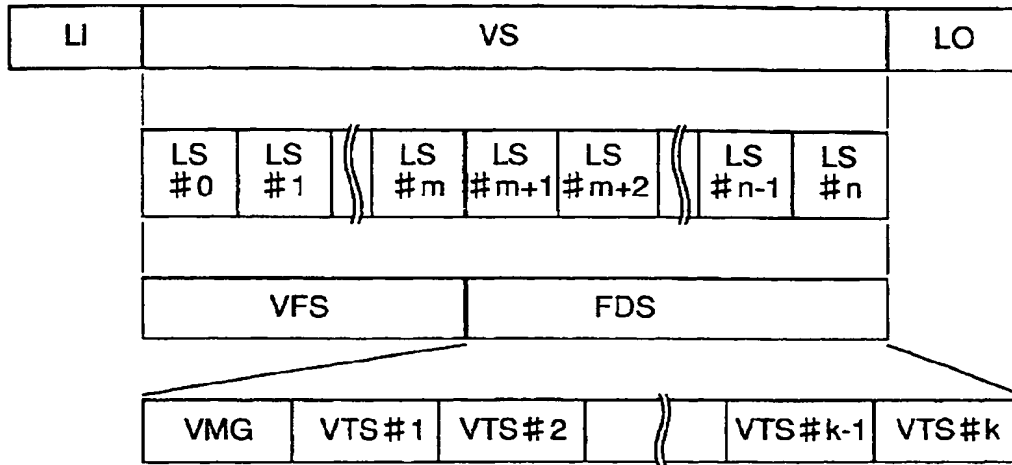 LI VS LO
LS LS LS LS LS LS LS
#0 #1 #m #m+1 #m+2 #n-1 #n
VFS FDS
VMG VTS#1 VTS#2 VTS#k-1 VTS#k